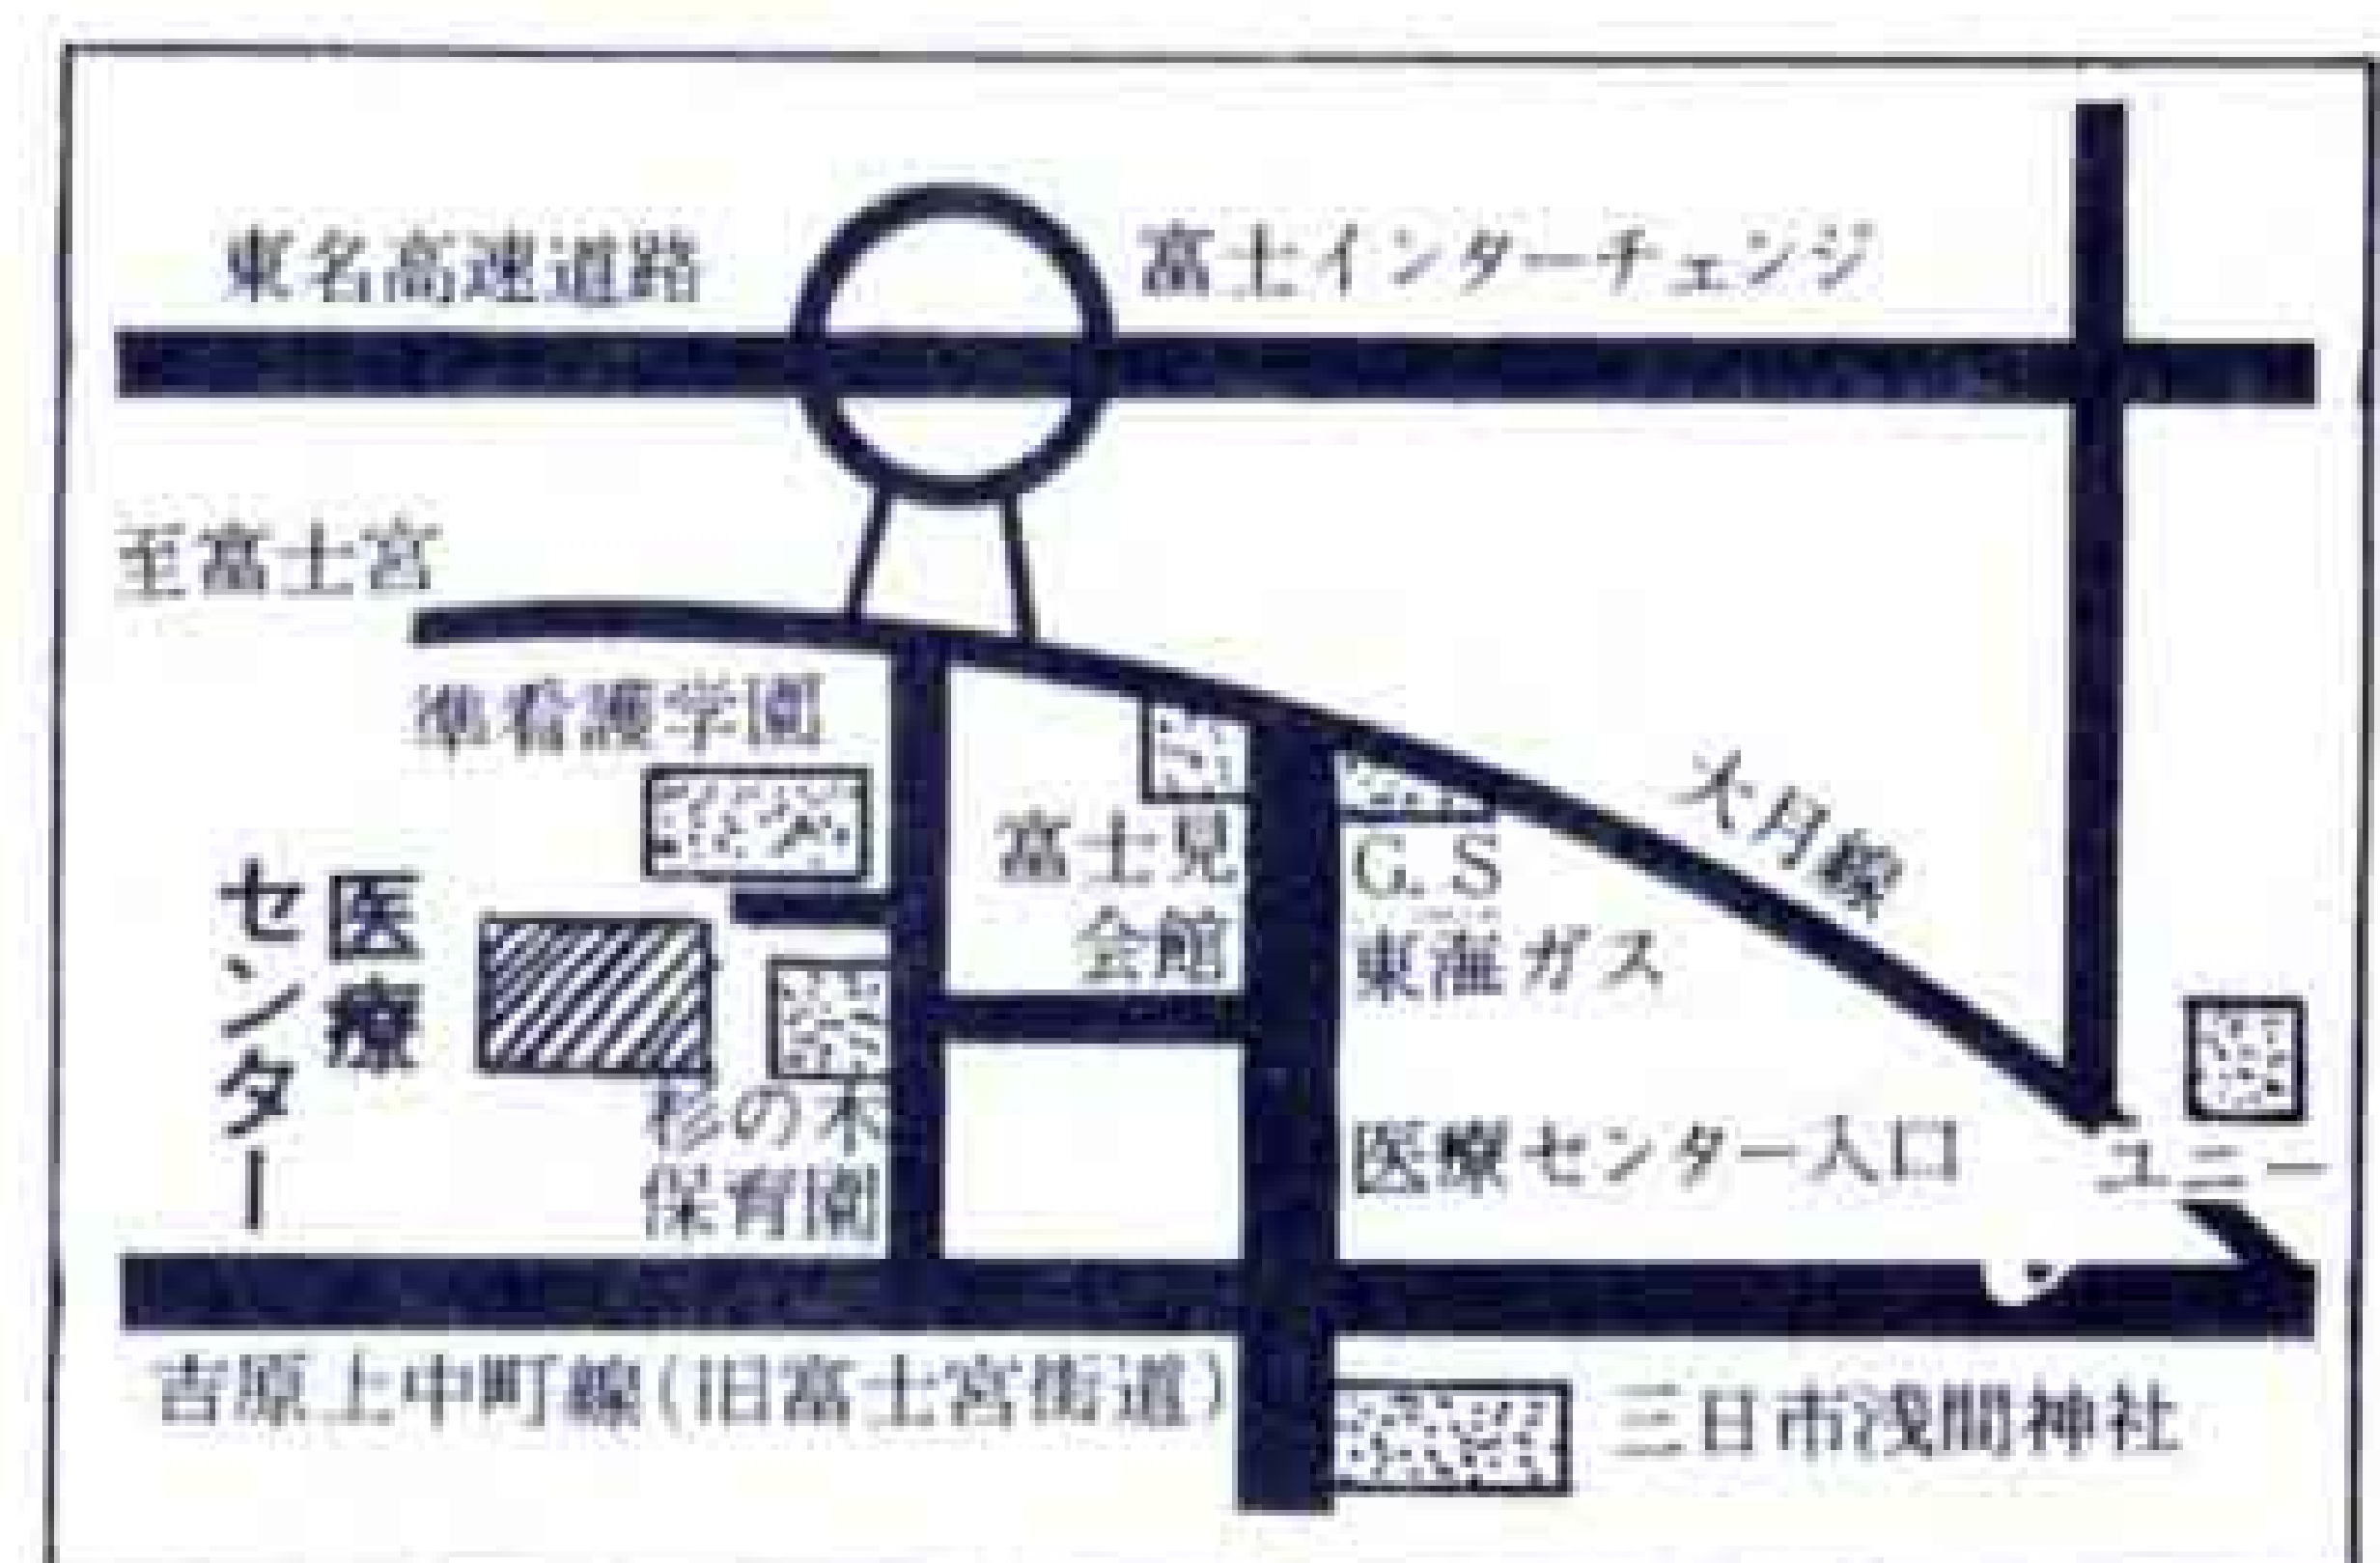 東名高速道路
富士インターチェンジ
至富士宮
準看護学園
大月線
富士見
会館
G.S
東海ガス
医療
センター
杉の木
保育園
医療センター入口
ユニー
吉原上中町線(旧富士宮街道)
三日市浅間神社